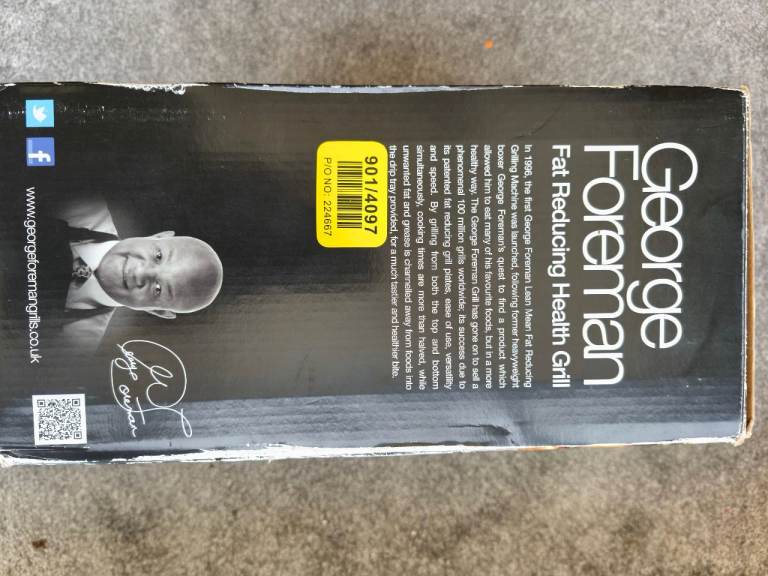 George
Foreman
Fat Reducing Health Grill
In 1996, the first George Foreman Lean Mean Fat Reducing
Grilling Machine was launched, following former heavyweight
boxer George Foreman's quest to find a product which
allowed him to eat many of his favourite foods, but in a more
healthy way. The George Foreman Grill has gone on to sell a
phenomenal 100 million grills worldwide; its success due to
its patented fat reducing grill plates, ease of use, versatility
and speed. By grilling from both the top and bottom
simultaneously, cooking times are more than halved, while
unwanted fat and grease is channelled away from foods into
the drip tray provided, for a much tastier and healthier bite.
901/4097
P/O NO: 224667
f
www.georgeforemangrills.co.uk